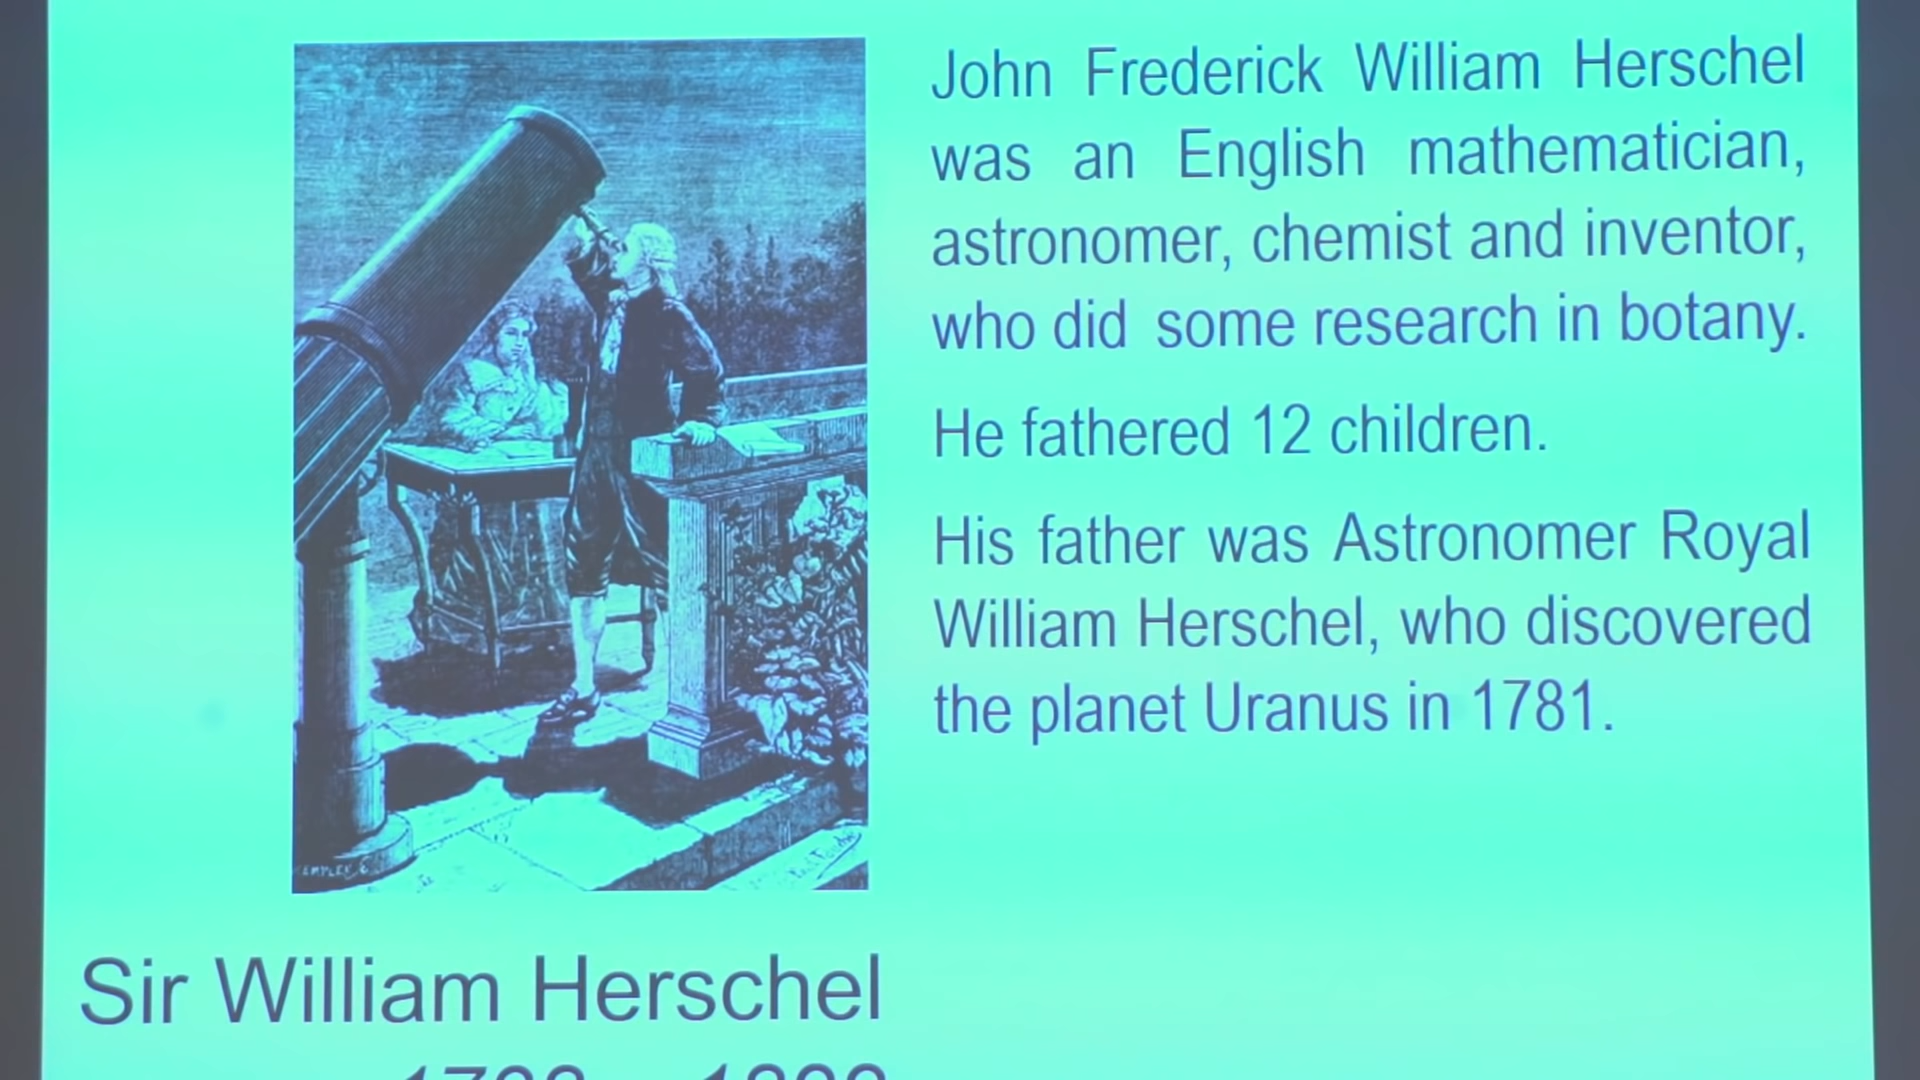 John Frederick William Herschel
was an English mathematician,
astronomer, chemist and inventor,
who did some research in botany.
He fathered 12 children.
His father was Astronomer Royal
William Herschel, who discovered
the planet Uranus in 1781.
Sir William Herschel